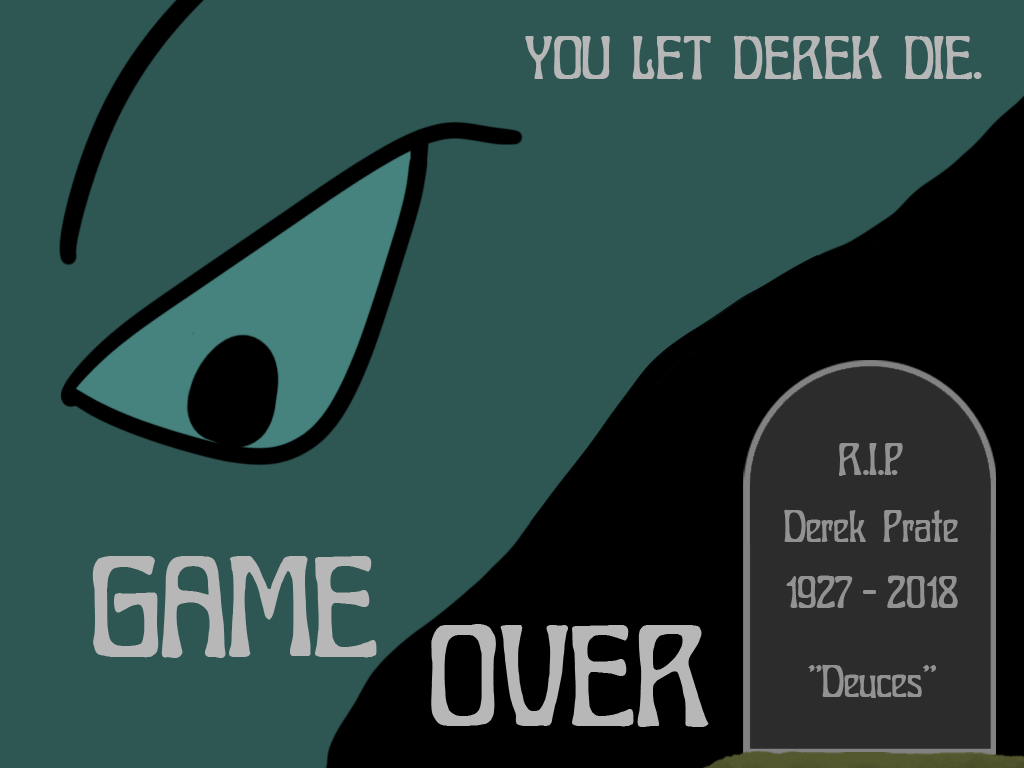 YOU LET DEREK DIE.
GAME
OVER
R.I.P.
Derek Prate
1927 - 2018
"Deuces"